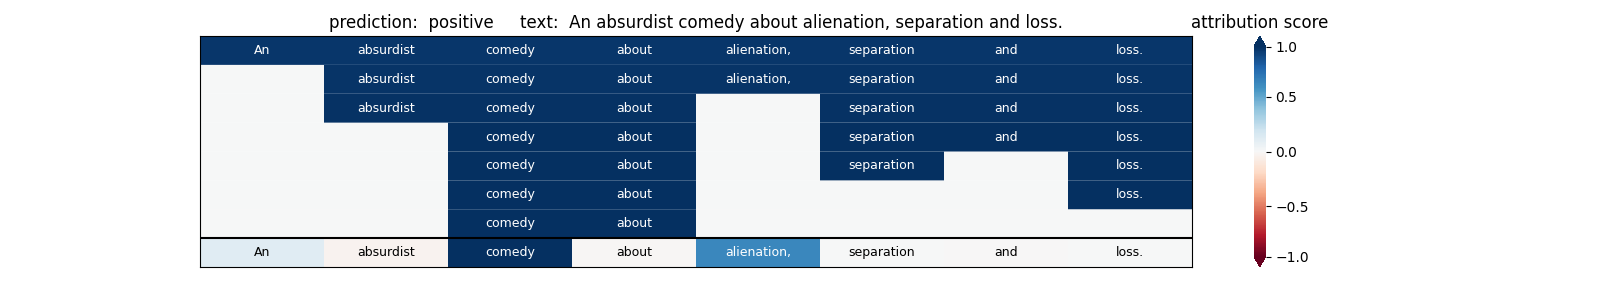 prediction:  positive     text:  An absurdist comedy about alienation, separation and loss.
attribution score
An absurdist comedy about alienation, separation and loss.
absurdist comedy about alienation, separation and loss.
absurdist comedy about separation and loss.
comedy about separation and loss.
comedy about separation loss.
comedy about loss.
comedy about
An absurdist comedy about alienation, separation and loss.
1.0
0.5
0.0
−0.5
−1.0